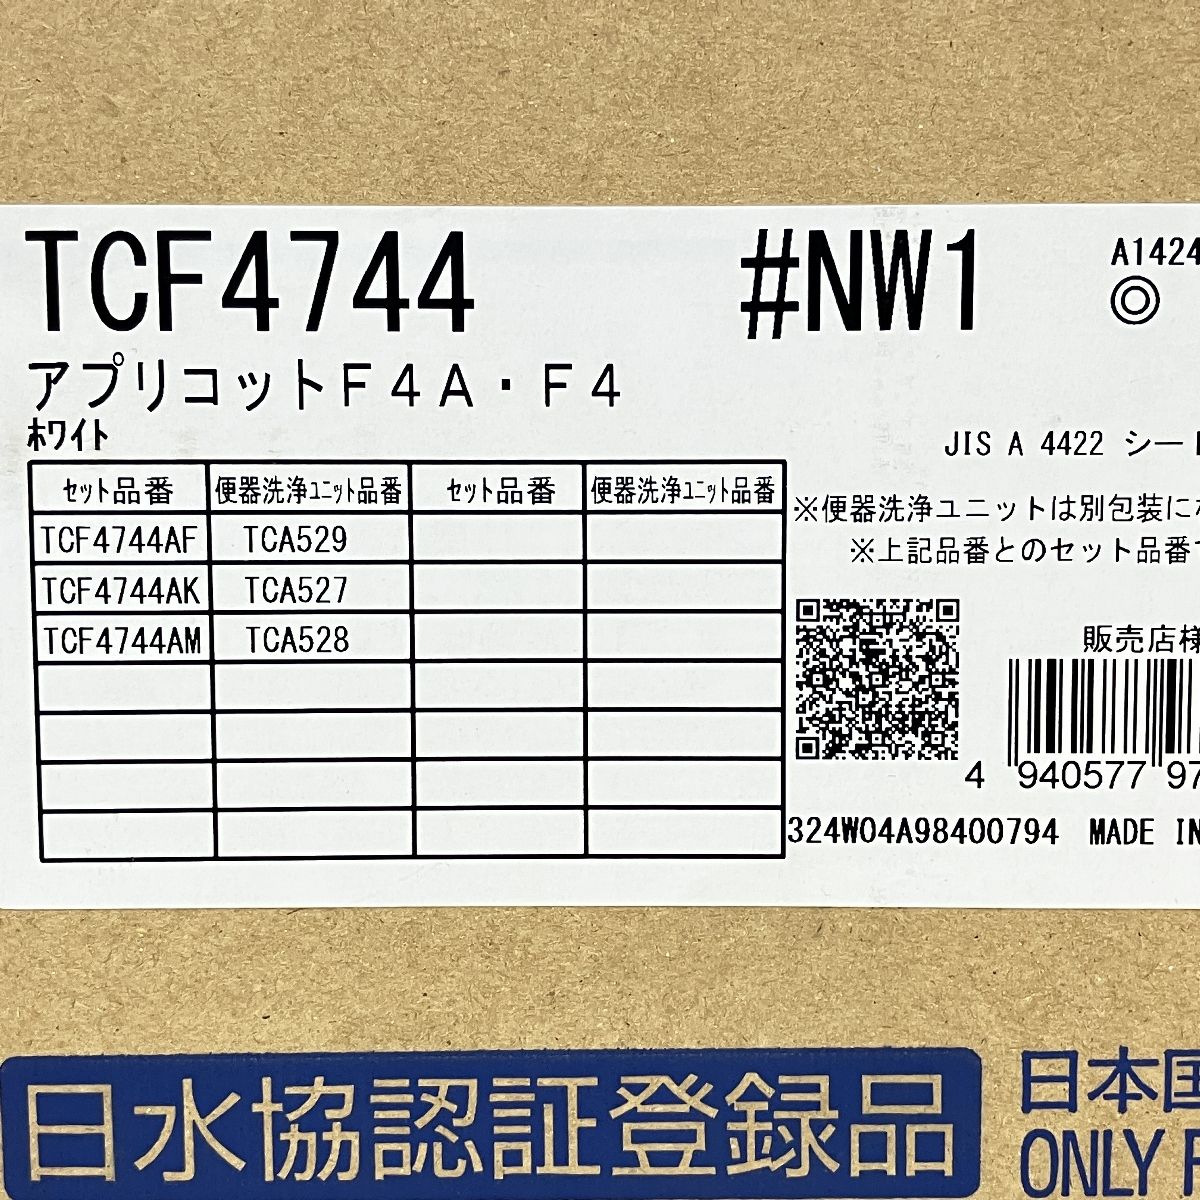 TCF4744 #NW1 A1424
◎
アプリコットF4A・F4
ホワイト
JIS A 4422 シート
セット品番 便器洗浄ユニット品番 セット品番 便器洗浄ユニット品番
TCF4744AF TCA529
TCF4744AK TCA527
TCF4744AM TCA528
※便器洗浄ユニットは別包装に
※上記品番とのセット品番で
販売店様
4 940577 97
324W04A98400794 MADE IN
日水協認証登録品
日本国
ONLY F